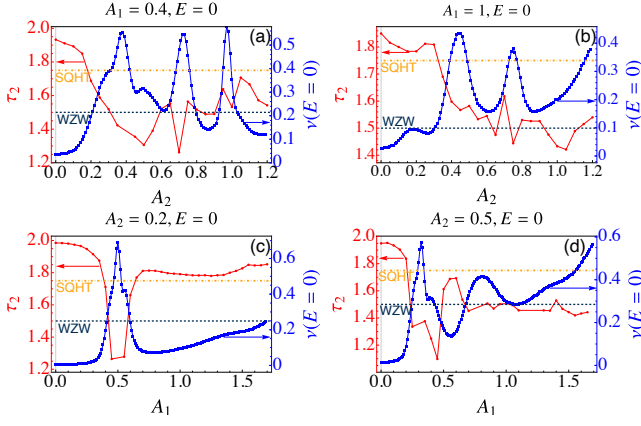 A₁ = 0.4, E = 0
(a)
SQHT
WZW
τ₂
2.0
1.8
1.6
1.4
1.2
0.0 0.2 0.4 0.6 0.8 1.0 1.2
A₂
0.5
0.4
0.3
0.2
0.1
0
ν(E = 0)
A₁ = 1, E = 0
(b)
SQHT
WZW
1.8
1.7
1.6
1.5
1.4
0.0 0.2 0.4 0.6 0.8 1.0 1.2
A₂
0.4
0.3
0.2
0.1
0
ν(E = 0)
A₂ = 0.2, E = 0
(c)
SQHT
WZW
τ₂
2.0
1.8
1.6
1.4
1.2
0.0 0.5 1.0 1.5
A₁
0.6
0.4
0.2
0
ν(E = 0)
A₂ = 0.5, E = 0
(d)
SQHT
WZW
τ₂
2.0
1.8
1.6
1.4
1.2
1.0
0.0 0.5 1.0 1.5
A₁
0.6
0.4
0.2
0
ν(E = 0)